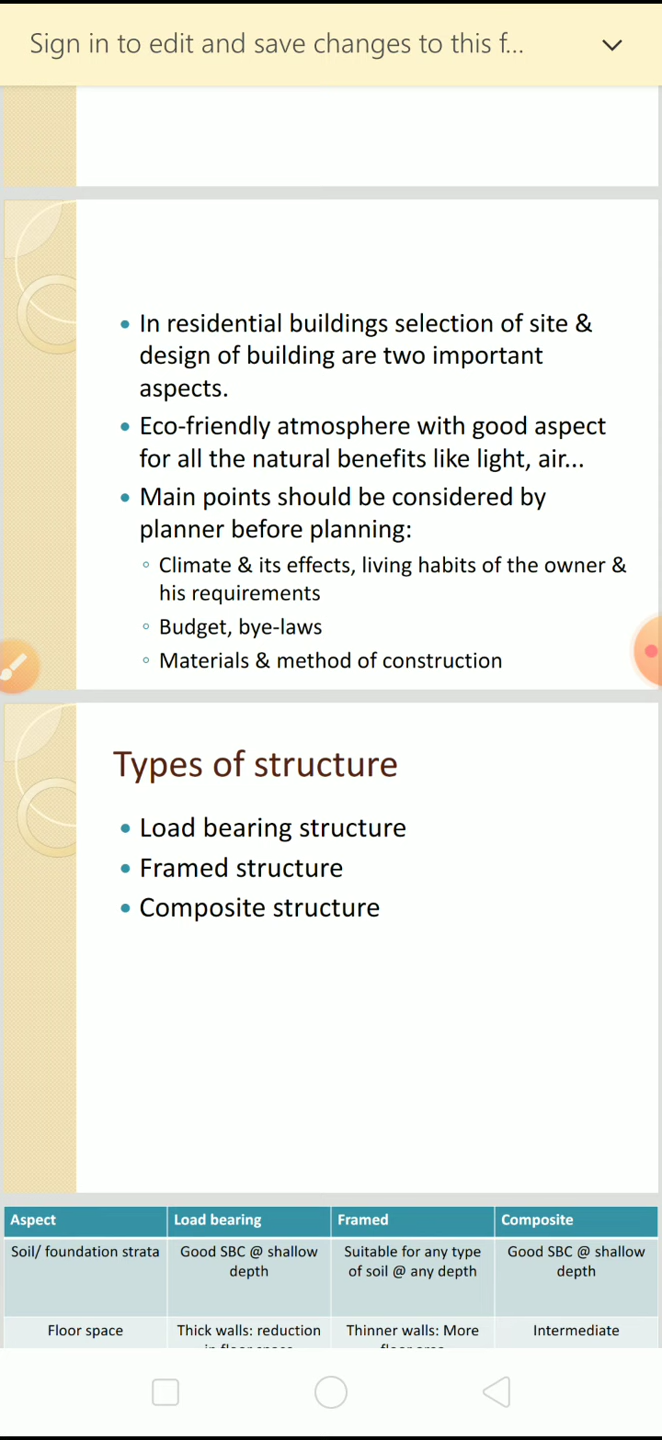 Sign in to edit and save changes to this f...
• In residential buildings selection of site &
design of building are two important
aspects.
• Eco-friendly atmosphere with good aspect
for all the natural benefits like light, air...
• Main points should be considered by
planner before planning:
◦ Climate & its effects, living habits of the owner &
his requirements
◦ Budget, bye-laws
◦ Materials & method of construction
Types of structure
• Load bearing structure
• Framed structure
• Composite structure
Aspect Load bearing Framed Composite
Soil/ foundation strata Good SBC @ shallow Suitable for any type Good SBC @ shallow
depth of soil @ any depth depth
Floor space Thick walls: reduction Thinner walls: More Intermediate